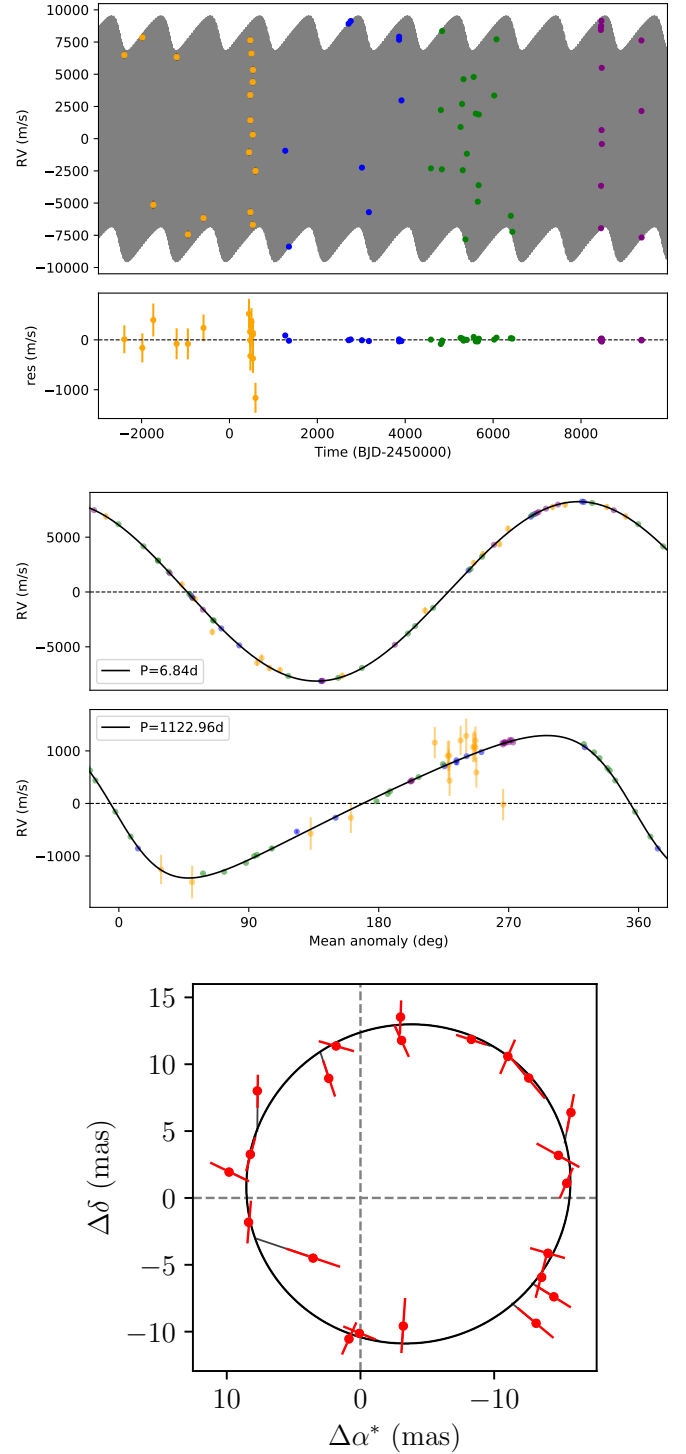 10000
7500
5000
2500
0
−2500
−5000
−7500
−10000
RV (m/s)
0
−1000
res (m/s)
−2000 0 2000 4000 6000 8000
Time (BJD-2450000)
5000
0
−5000
RV (m/s)
P=6.84d
1000
0
−1000
RV (m/s)
P=1122.96d
0 90 180 270 360
Mean anomaly (deg)
15
10
5
0
−5
−10
Δδ (mas)
10 0 −10
Δα* (mas)